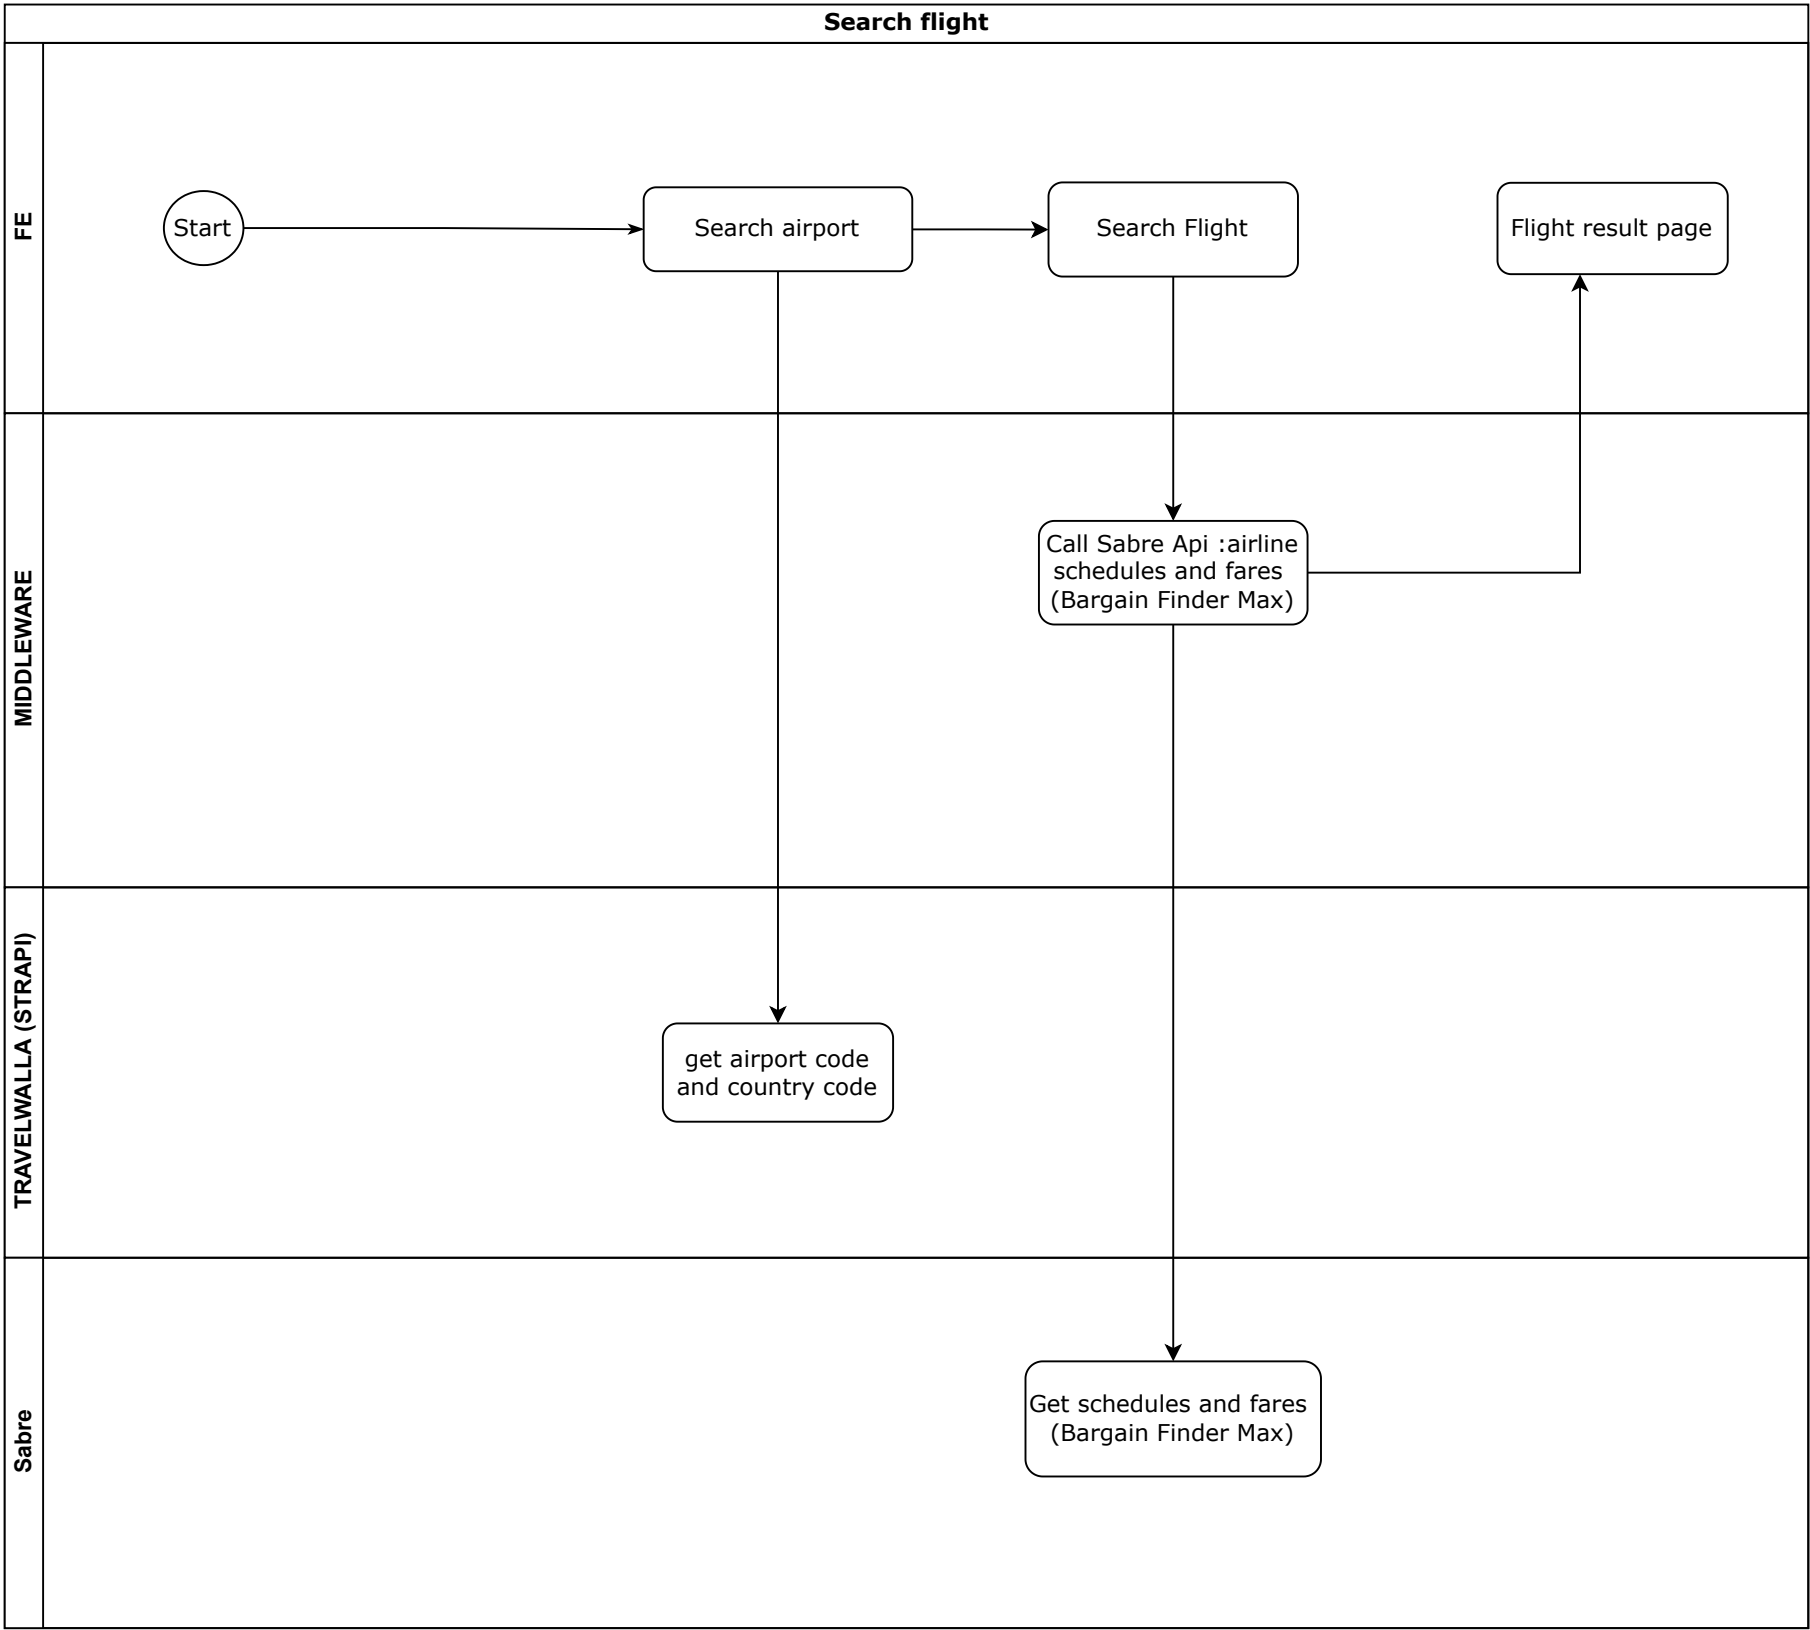 Search flight
FE
Start
Search airport
Search Flight
Flight result page
MIDDLEWARE
Call Sabre Api :airline
schedules and fares
(Bargain Finder Max)
TRAVELWALLA (STRAPI)
get airport code
and country code
Sabre
Get schedules and fares
(Bargain Finder Max)